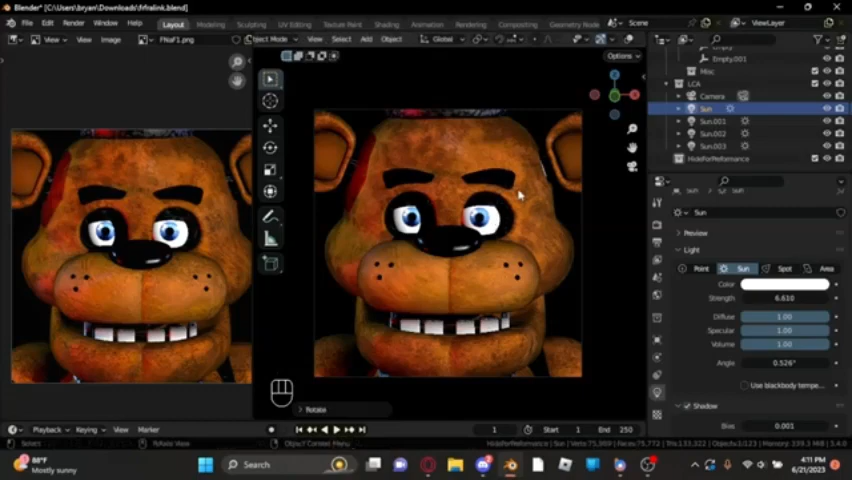 Blender* [C:\Users\bryan\Downloads\
File Edit Render Window Help Layout Modeling Sculpting UV Editing Texture Paint Shading Animation Rendering Compositing Geometry Node Scene ViewLayer
View View Image FNaF1.png ject Mode View Select Add Object Global
Options
Empty
Empty.001
Misc
LCA
Camera
Sun
Sun.001
Sun.002
Sun.003
HideForPerformance
Sun
Preview
Light
Point Sun Spot Area
Color
Strength 6.610
Diffuse 1.00
Specular 1.00
Volume 1.00
Angle 0.526°
Use blackbody tempe...
Shadow
Bias 0.001
Rotate
Playback Keying View Marker 1 Start 1 End 250
Select Rotate View Object Context Menu
88°F
Mostly sunny
Search
4:11 PM
6/21/2023